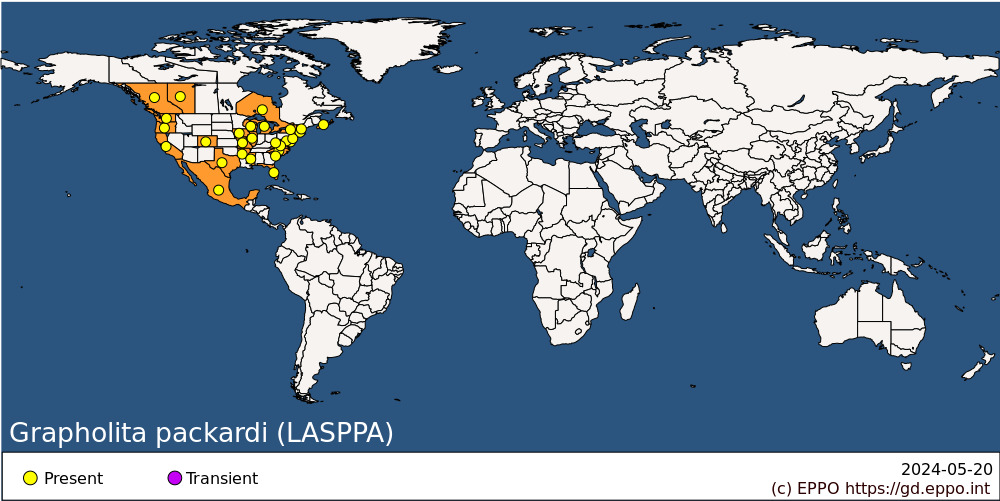 Grapholita packardi (LASPPA)
Present
Transient
2024-05-20
(c) EPPO https://gd.eppo.int